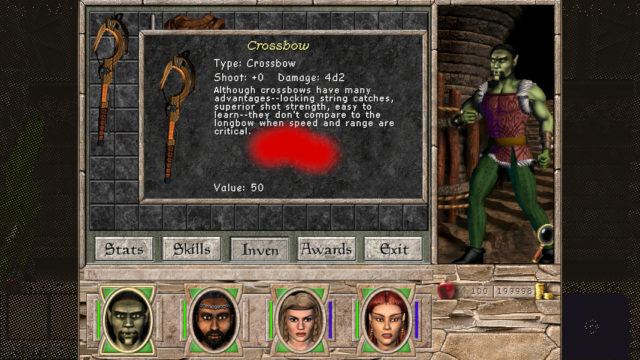 Crossbow
Type: Crossbow
Shoot: +0 Damage: 4d2
Although crossbows have many
advantages--locking string catches,
superior shot strength, easy to
learn--they don't compare to the
longbow when speed and range are
critical.
Value: 50
Stats Skills Inven Awards Exit
100 199998